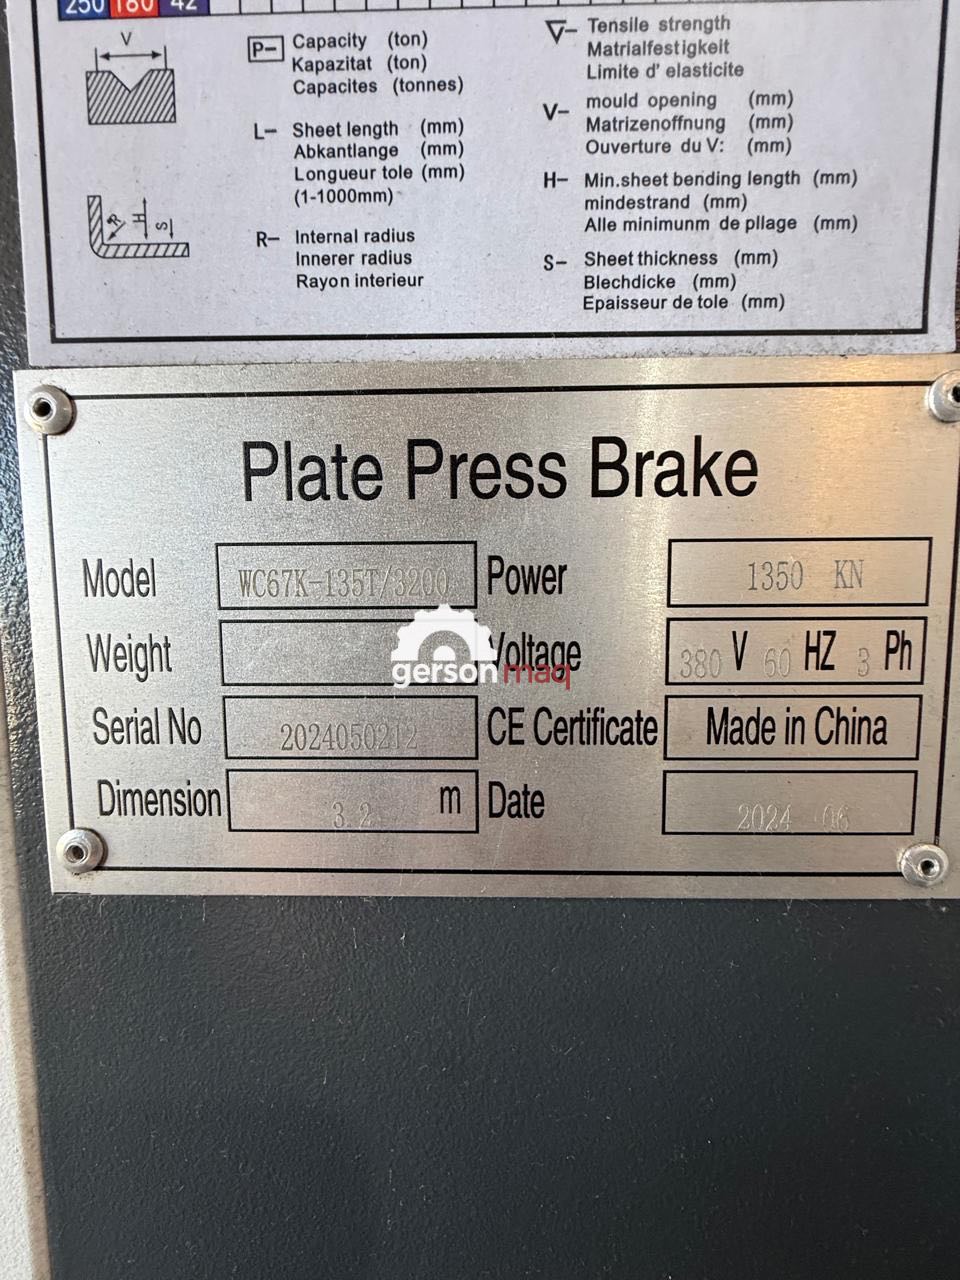 250 180 42
V
P- Capacity (ton)
Kapazitat (ton)
Capacites (tonnes)
L- Sheet length (mm)
Abkantlange (mm)
Longueur tole (mm)
(1-1000mm)
R- Internal radius
Innerer radius
Rayon interieur
R H S
V- Tensile strength
Matrialfestigkeit
Limite d' elasticite
V- mould opening (mm)
Matrizenoffnung (mm)
Ouverture du V: (mm)
H- Min.sheet bending length (mm)
mindestrand (mm)
Alle minimunm de pllage (mm)
S- Sheet thickness (mm)
Blechdicke (mm)
Epaisseur de tole (mm)
Plate Press Brake
Model WC67K-135T/3200 Power 1350 KN
Weight Voltage 380 V 60 HZ 3 Ph
gersonmaq
Serial No 2024050212 CE Certificate Made in China
Dimension 3.2 m Date 2024 06